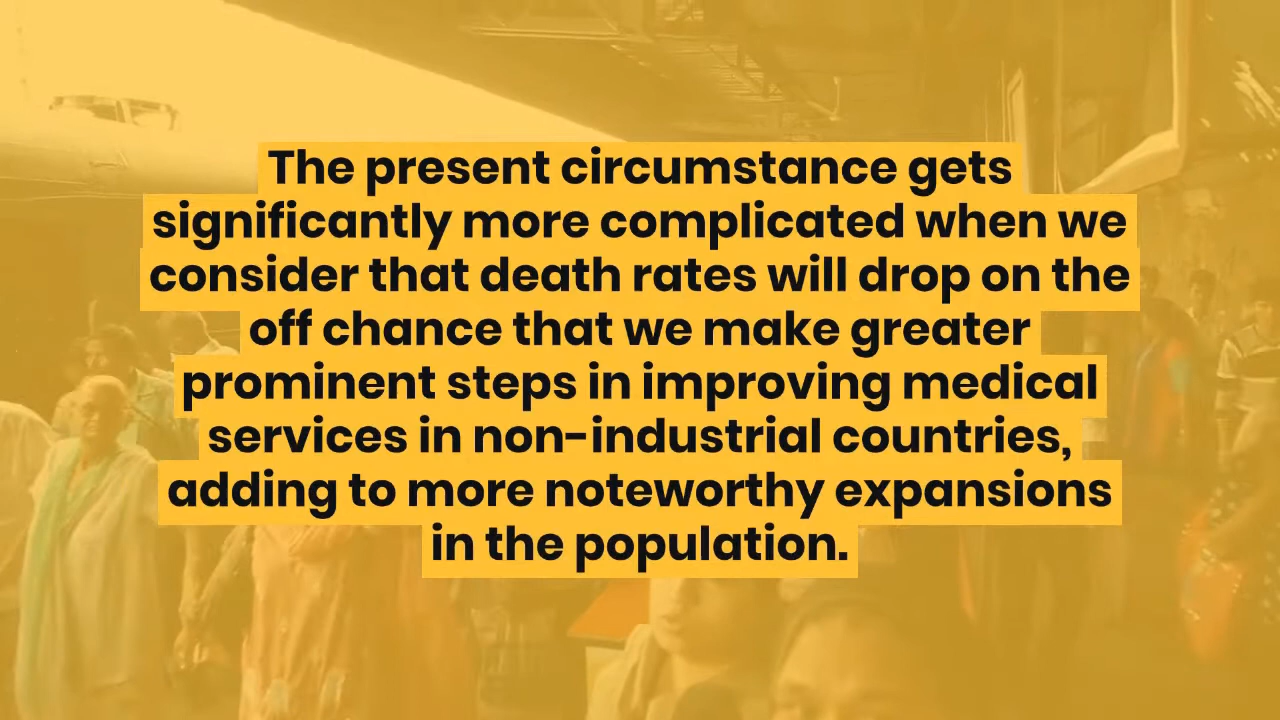 The present circumstance gets
significantly more complicated when we
consider that death rates will drop on the
off chance that we make greater
prominent steps in improving medical
services in non-industrial countries,
adding to more noteworthy expansions
in the population.